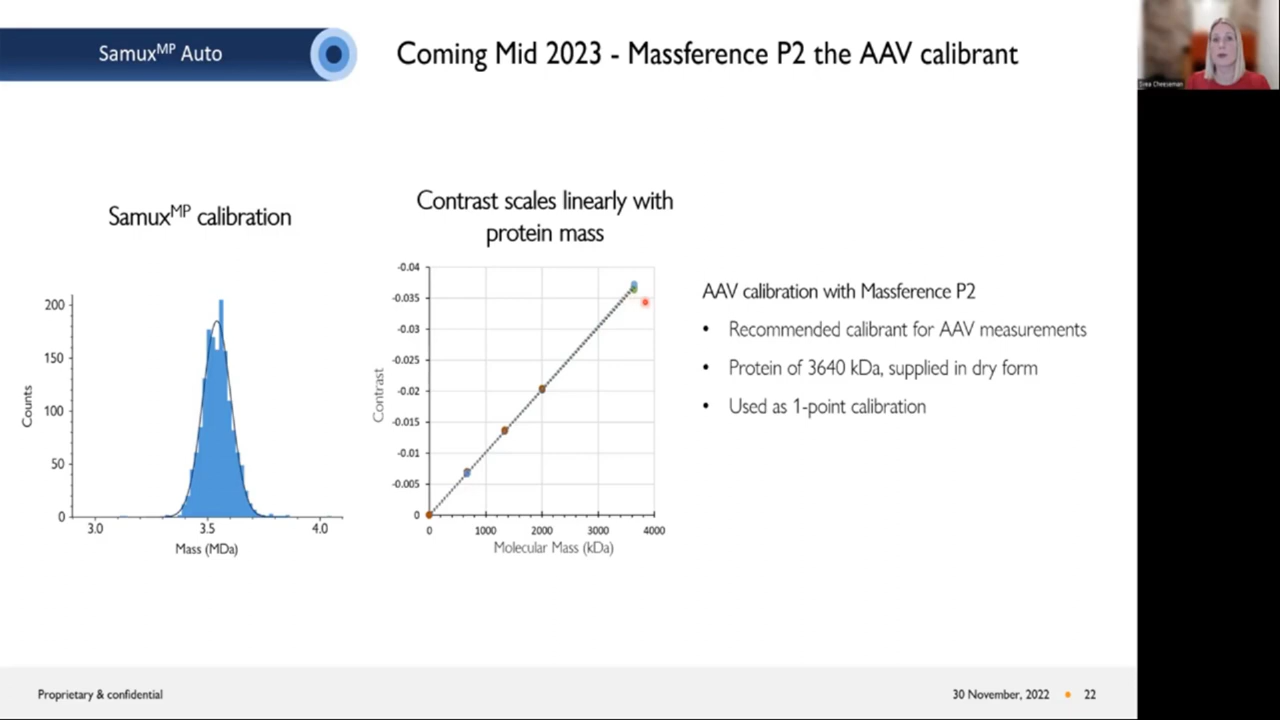 Samux^MP Auto
Coming Mid 2023 - Massference P2 the AAV calibrant
Samux^MP calibration
200
150
100
50
0
Counts
3.0 3.5 4.0
Mass (MDa)
Contrast scales linearly with
protein mass
-0.04
-0.035
-0.03
-0.025
-0.02
-0.015
-0.01
-0.005
0
Contrast
0 1000 2000 3000 4000
Molecular Mass (kDa)
AAV calibration with Massference P2
• Recommended calibrant for AAV measurements
• Protein of 3640 kDa, supplied in dry form
• Used as 1-point calibration
Proprietary & confidential
30 November, 2022 • 22
Cheeseman